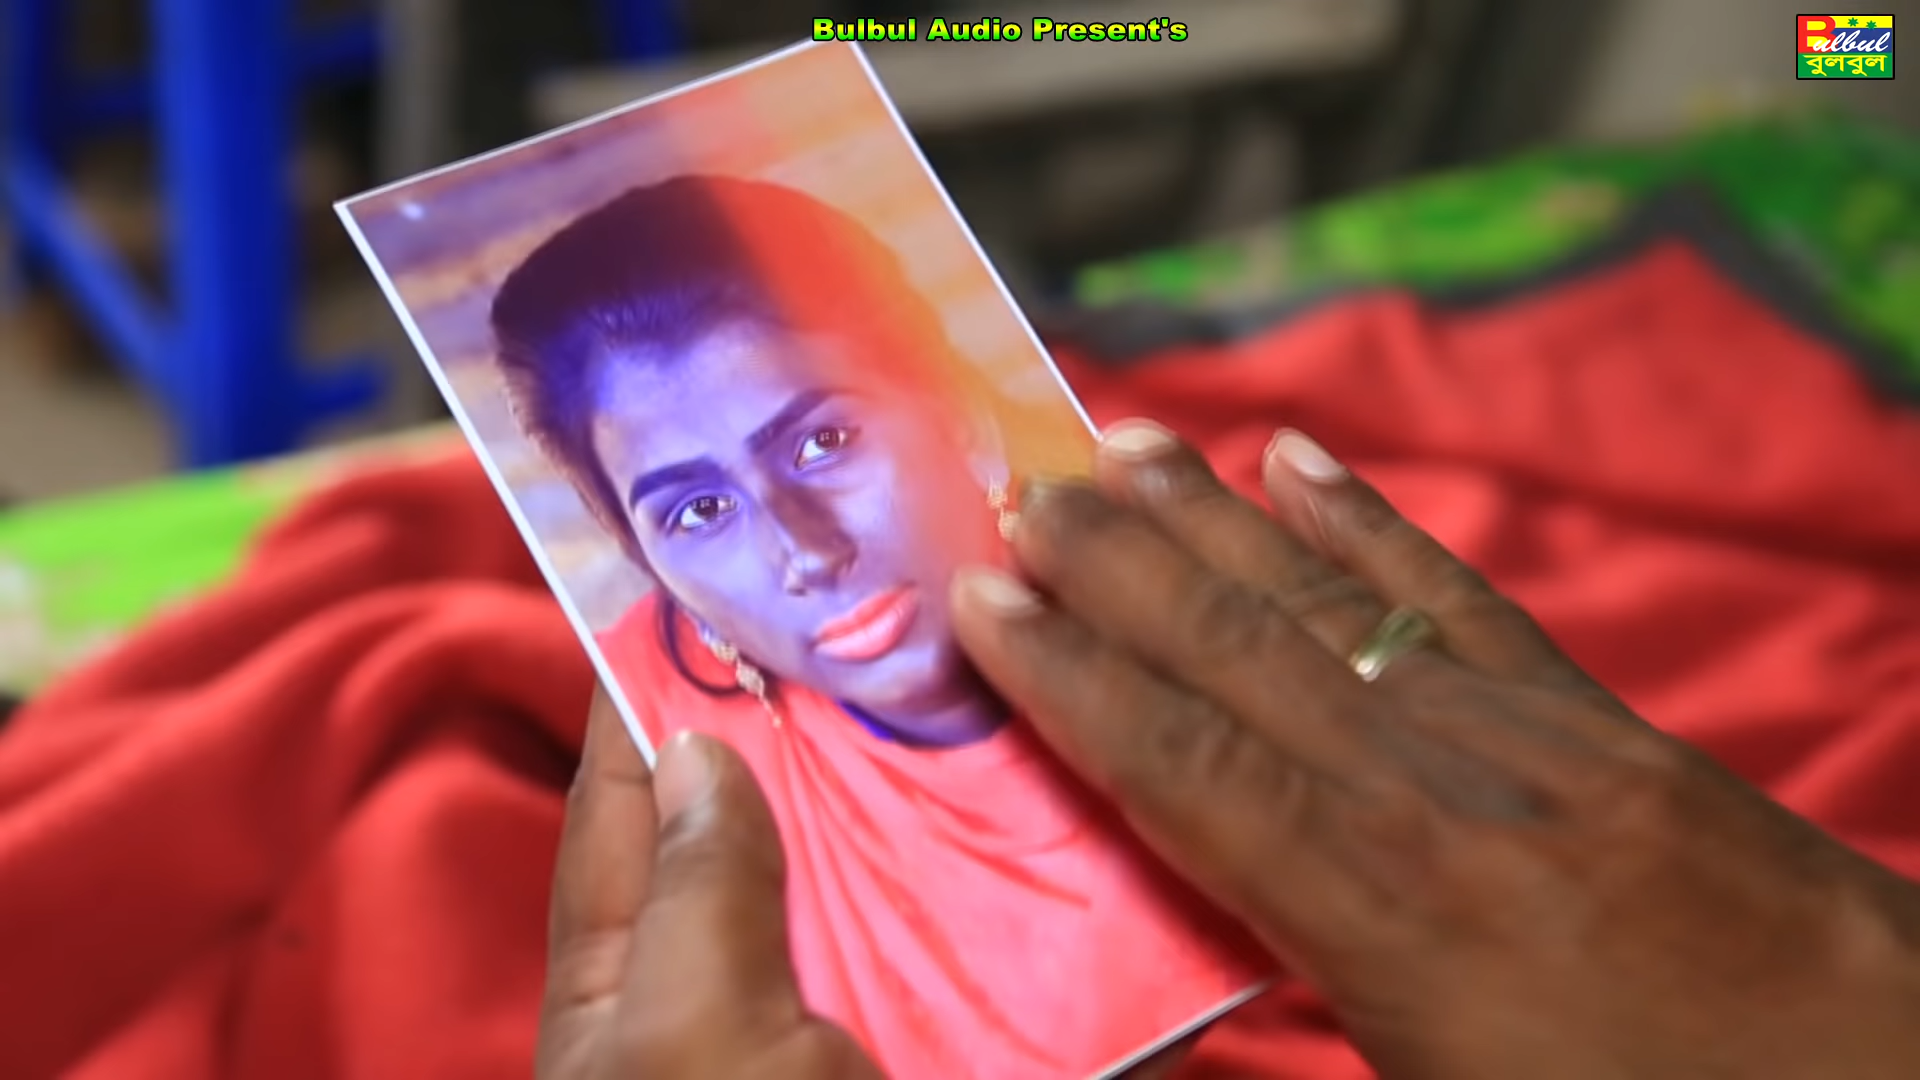 Bulbul Audio Present's
Bulbul
বুলবুল